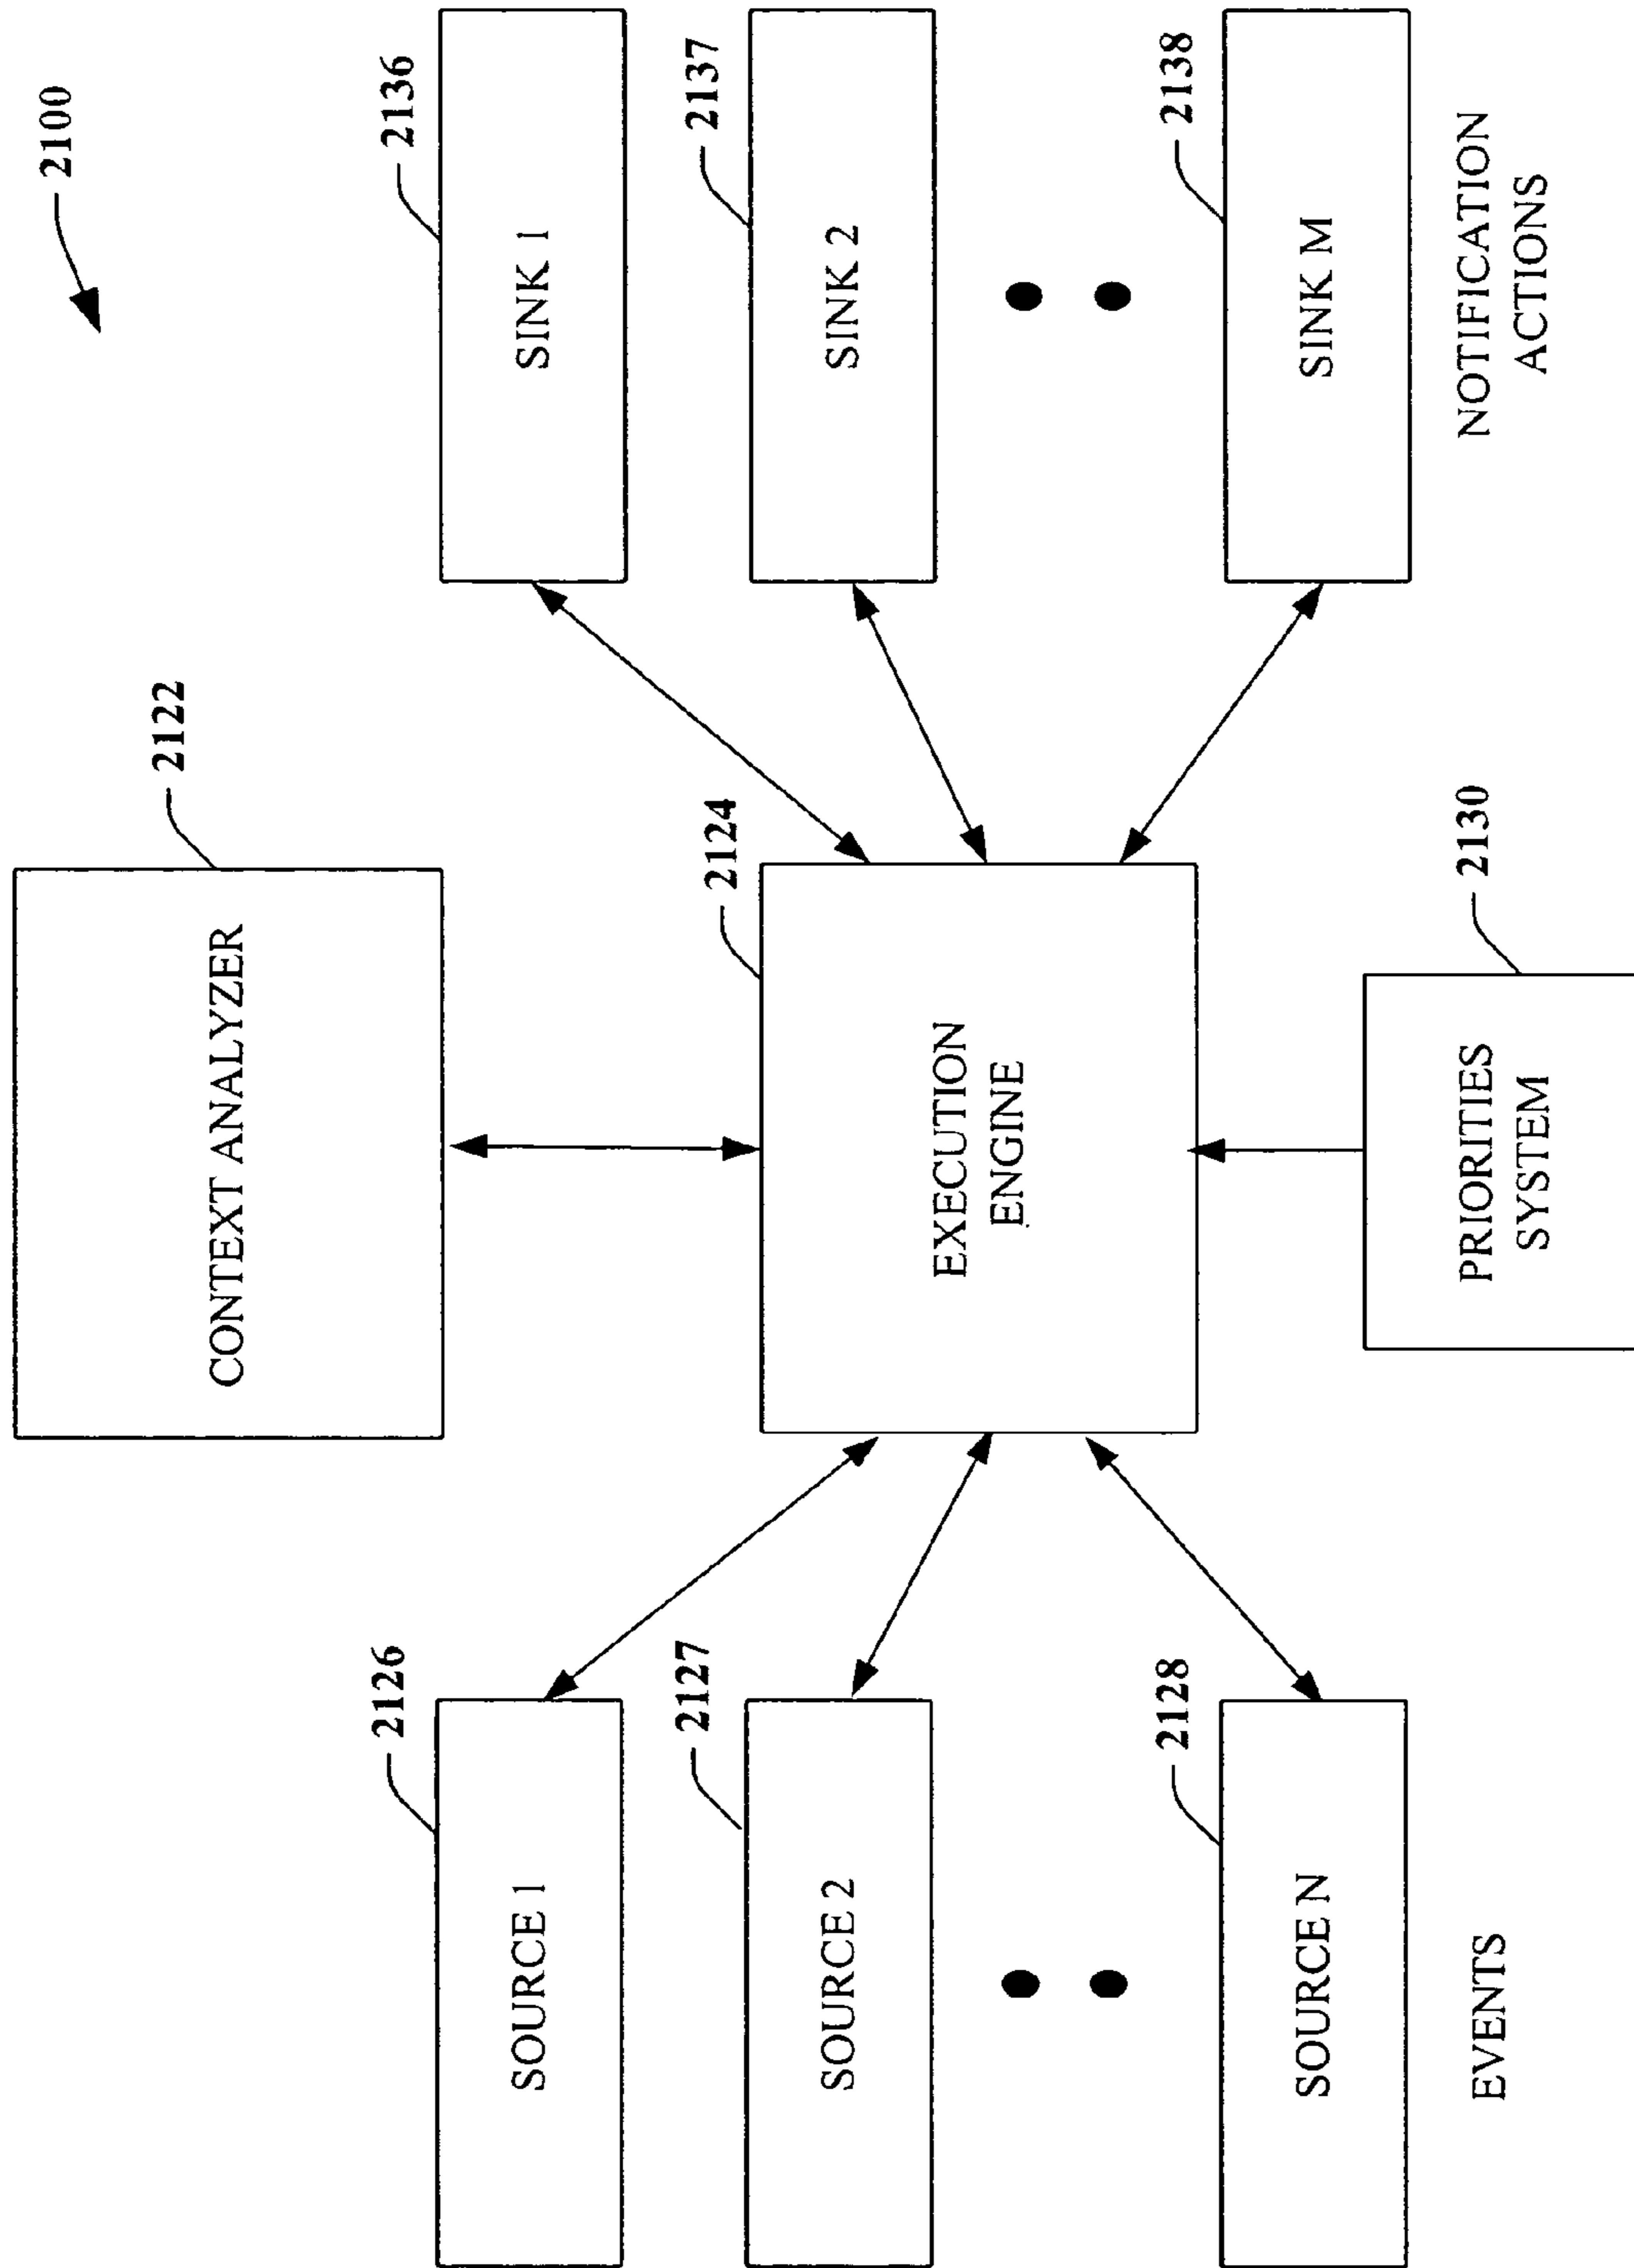 2100
CONTEXT ANALYZER
2122
SOURCE 1
2126
SOURCE 2
2127
SOURCE N
2128
EVENTS
EXECUTION
ENGINE
2124
PRIORITIES
SYSTEM
2130
SINK 1
2136
SINK 2
2137
SINK M
2138
NOTIFICATION
ACTIONS